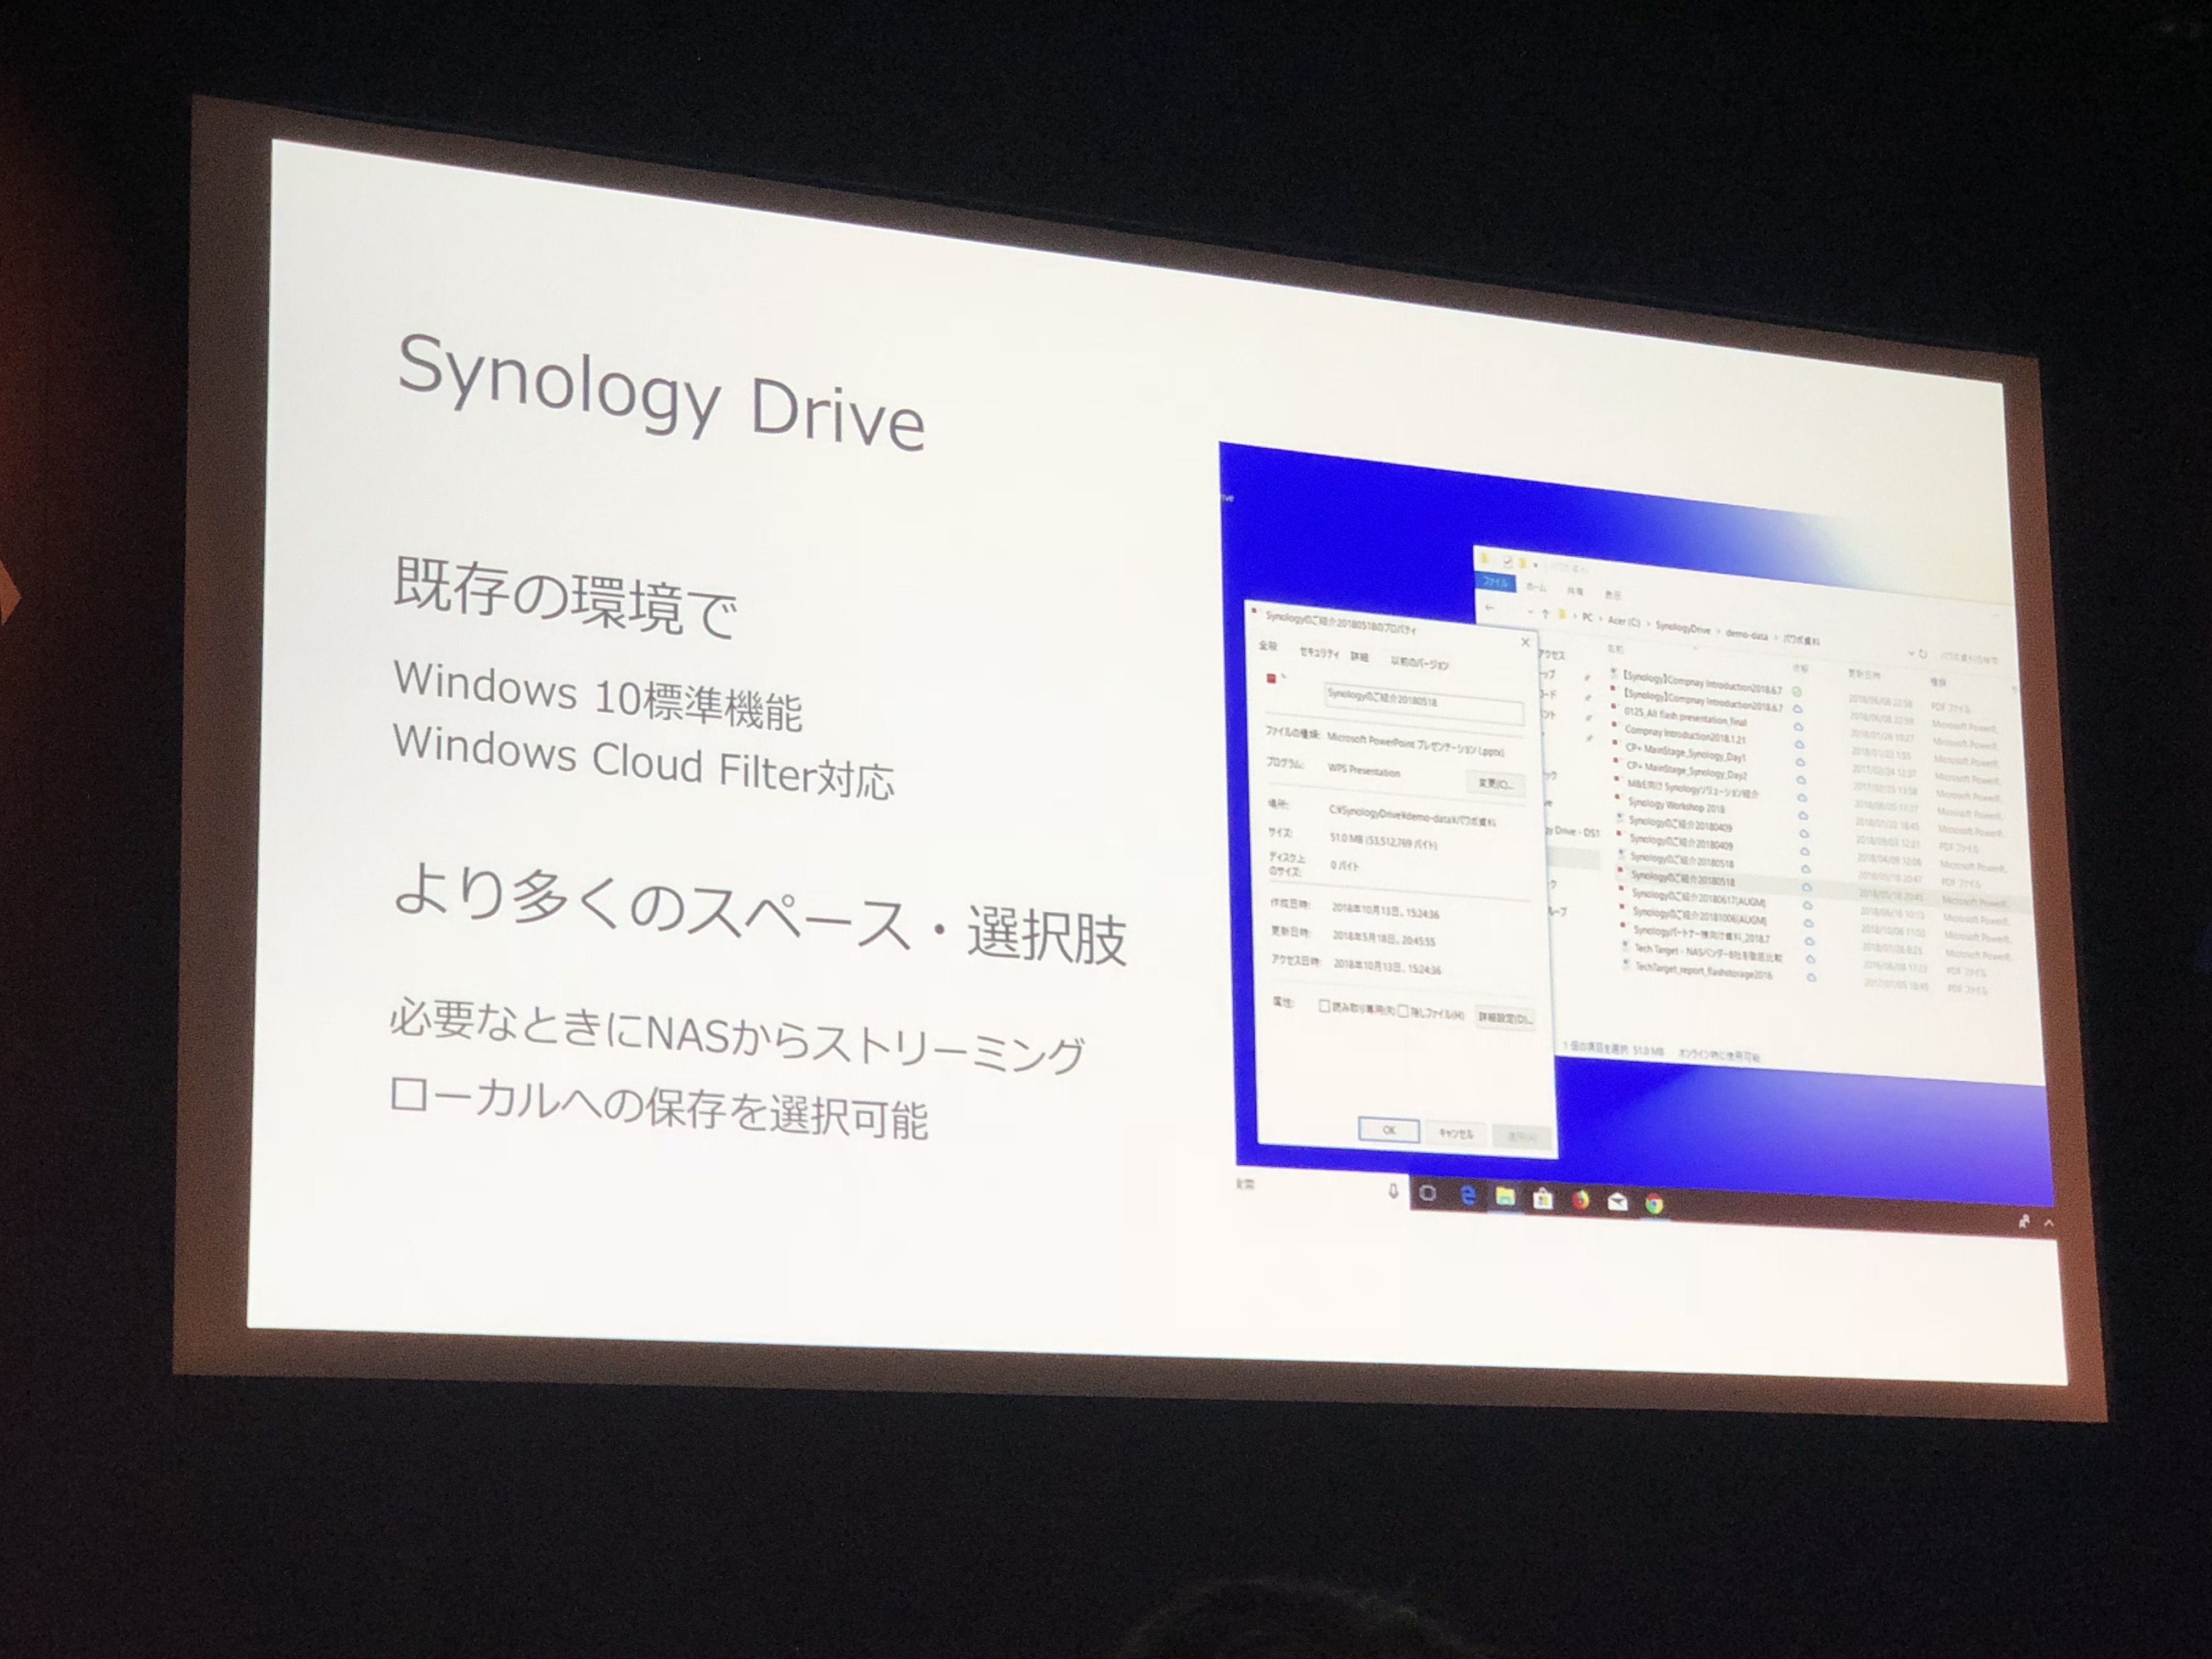 Synology Drive
既存の環境で
Windows 10標準機能
Windows Cloud Filter対応
より多くのスペース・選択肢
必要なときにNASからストリーミング
ローカルへの保存を選択可能
Synologyのご紹介20180518のプロパティ
全般 セキュリティ 詳細 以前のバージョン
Synologyのご紹介20180518
ファイルの種類: Microsoft PowerPoint プレゼンテーション (.pptx)
プログラム: WPS Presentation 変更(C)...
場所: C:¥SynologyDrive¥demo-data¥パワポ資料
サイズ: 51.0 MB (53,512,769 バイト)
ディスク上
のサイズ: 0 バイト
作成日時: 2018年10月13日、15:24:36
更新日時: 2018年5月18日、20:45:55
アクセス日時: 2018年10月13日、15:24:36
属性: 読み取り専用(R) 隠しファイル(H) 詳細設定(D)...
OK キャンセル 適用(A)
ファイル ホーム 共有 表示
PC › Acer (C:) › SynologyDrive › demo-data › パワポ資料
名前 状態 更新日時 種類
[Synology]Compnay Introduction2018.6.7
[Synology]Compnay Introduction2018.6.7
0125_All flash presentation_final
Compnay Introduction2018.1.21
CP+ MainStage_Synology_Day1
CP+ MainStage_Synology_Day2
M&E向け Synologyソリューション紹介
Synology Workshop 2018
Synologyのご紹介20180409
Synologyのご紹介20180409
Synologyのご紹介20180518
Synologyのご紹介20180518
Synologyのご紹介20180617(AUGM)
Synologyのご紹介20181006(AUGM)
Synologyパートナー様向け資料_2018.7
Tech Target - NASベンダー8社を徹底比較
TechTarget_report_flashstorage2016
1 個の項目を選択 51.0 MB オンライン時に使用可能